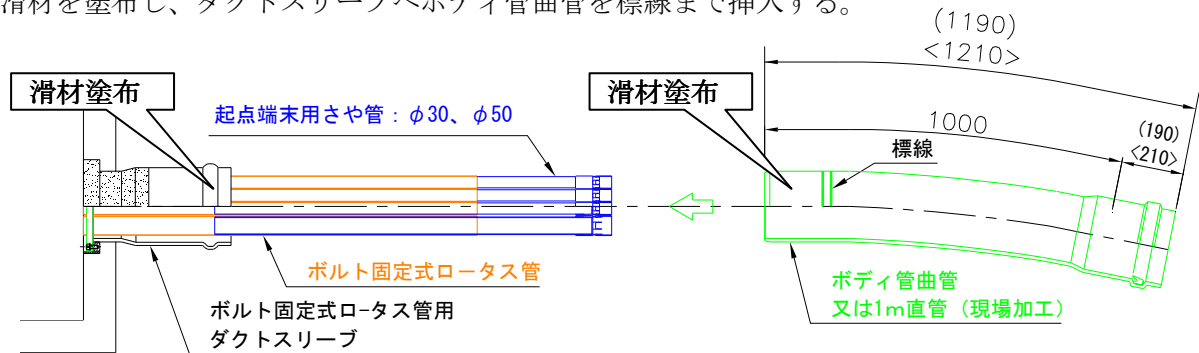 滑材を塗布し、ダクトスリーブへボディ管曲管を標線まで挿入する。
(1190)
<1210>
滑材塗布
滑材塗布
起点端末用さや管：φ30、φ50
1000
(190)
<210>
標線
ボルト固定式ロータス管
ボルト固定式ロ-タス管用
ダクトスリーブ
ボディ管曲管
又は1m直管（現場加工）